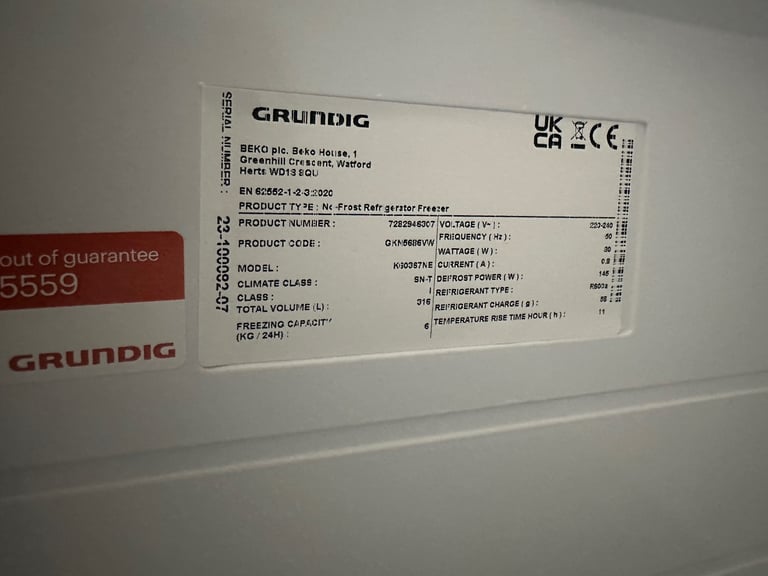 GRUNDIG
UK
CA
CE
BEKO plc. Beko House, 1
Greenhill Crescent, Watford
Herts WD18 8QU
EN 62552-1-2-3:2020
PRODUCT TYPE : No-Frost Refrigerator Freezer
PRODUCT NUMBER : 7282946307
PRODUCT CODE : GKN6686VW
MODEL : K60367NE
CLIMATE CLASS : SN-T
CLASS : I
TOTAL VOLUME (L) : 316
FREEZING CAPACITY
(KG / 24H) : 6
VOLTAGE ( V~ ) : 220-240
FREQUENCY ( Hz ) : 50
WATTAGE ( W ) :
CURRENT ( A ) : 0.9
DEFROST POWER ( W ) : 145
REFRIGERANT TYPE : R600a
REFRIGERANT CHARGE ( g ) :
TEMPERATURE RISE TIME HOUR ( h ) : 11
SERIAL NUMBER :
23-100092-07
out of guarantee
5559
GRUNDIG